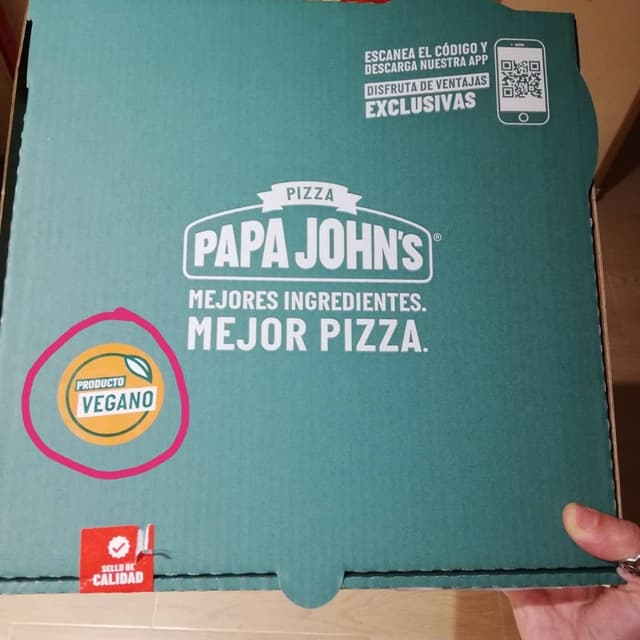 ESCANEA EL CÓDIGO Y
DESCARGA NUESTRA APP
DISFRUTA DE VENTAJAS
EXCLUSIVAS
PIZZA
PAPA JOHN'S®
MEJORES INGREDIENTES.
MEJOR PIZZA.
PRODUCTO
VEGANO
SELLO DE
CALIDAD